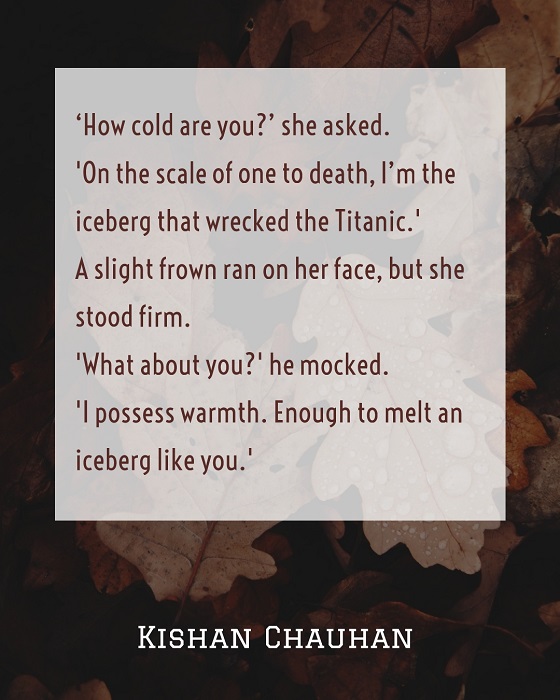 ‘How cold are you?’ she asked.
'On the scale of one to death, I’m the
iceberg that wrecked the Titanic.'
A slight frown ran on her face, but she
stood firm.
'What about you?' he mocked.
'I possess warmth. Enough to melt an
iceberg like you.'
Kishan Chauhan